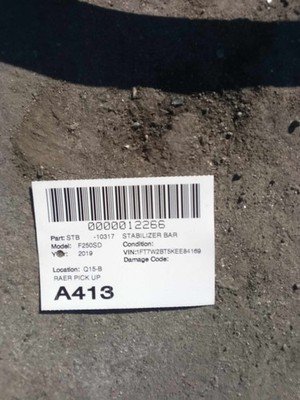 0000012266
Part: STB -10317 STABILIZER BAR
Model: F250SD Condition:
Year: 2019 VIN:1FT7W2BT5KEE84169
Damage Code:
Location: Q15-B
RAER PICK UP
A413